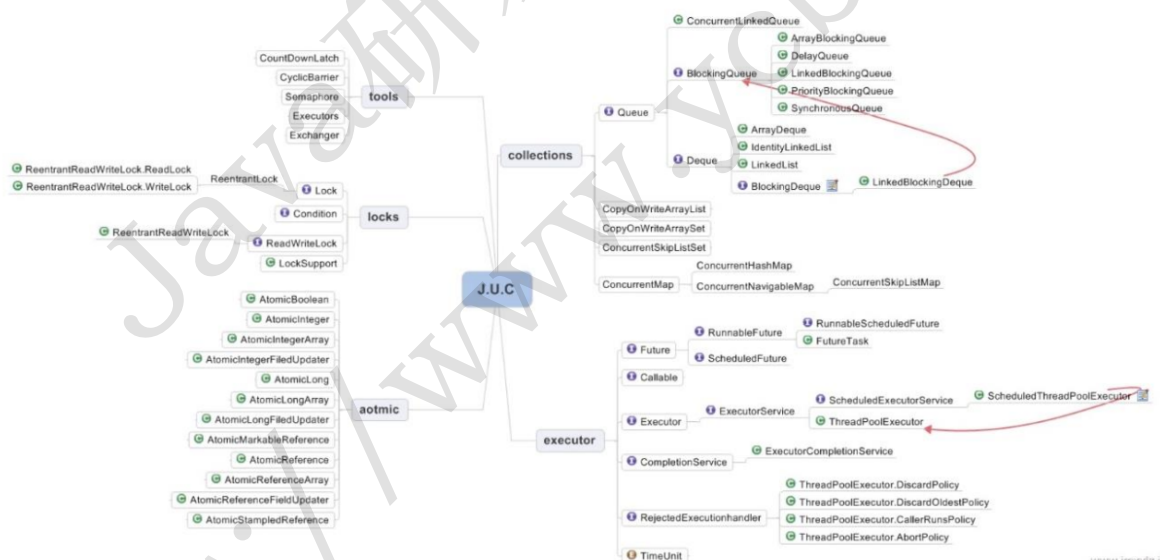 J.U.C
tools
CountDownLatch
CyclicBarrier
Semaphore
Executors
Exchanger
locks
Lock
ReentrantLock
ReentrantReadWriteLock.ReadLock
ReentrantReadWriteLock.WriteLock
Condition
ReadWriteLock
ReentrantReadWriteLock
LockSupport
aotmic
AtomicBoolean
AtomicInteger
AtomicIntegerArray
AtomicIntegerFiledUpdater
AtomicLong
AtomicLongArray
AtomicLongFiledUpdater
AtomicMarkableReference
AtomicReference
AtomicReferenceArray
AtomicReferenceFieldUpdater
AtomicStampledReference
collections
Queue
ConcurrentLinkedQueue
BlockingQueue
ArrayBlockingQueue
DelayQueue
LinkedBlockingQueue
PriorityBlockingQueue
SynchronousQueue
Deque
ArrayDeque
IdentityLinkedList
LinkedList
BlockingDeque
LinkedBlockingDeque
CopyOnWriteArrayList
CopyOnWriteArraySet
ConcurrentSkipListSet
ConcurrentMap
ConcurrentHashMap
ConcurrentNavigableMap
ConcurrentSkipListMap
executor
Future
RunnableFuture
RunnableScheduledFuture
FutureTask
ScheduledFuture
Callable
Executor
ExecutorService
ScheduledExecutorService
ScheduledThreadPoolExecutor
ThreadPoolExecutor
CompletionService
ExecutorCompletionService
RejectedExecutionhandler
ThreadPoolExecutor.DiscardPolicy
ThreadPoolExecutor.DiscardOldestPolicy
ThreadPoolExecutor.CallerRunsPolicy
ThreadPoolExecutor.AbortPolicy
TimeUnit